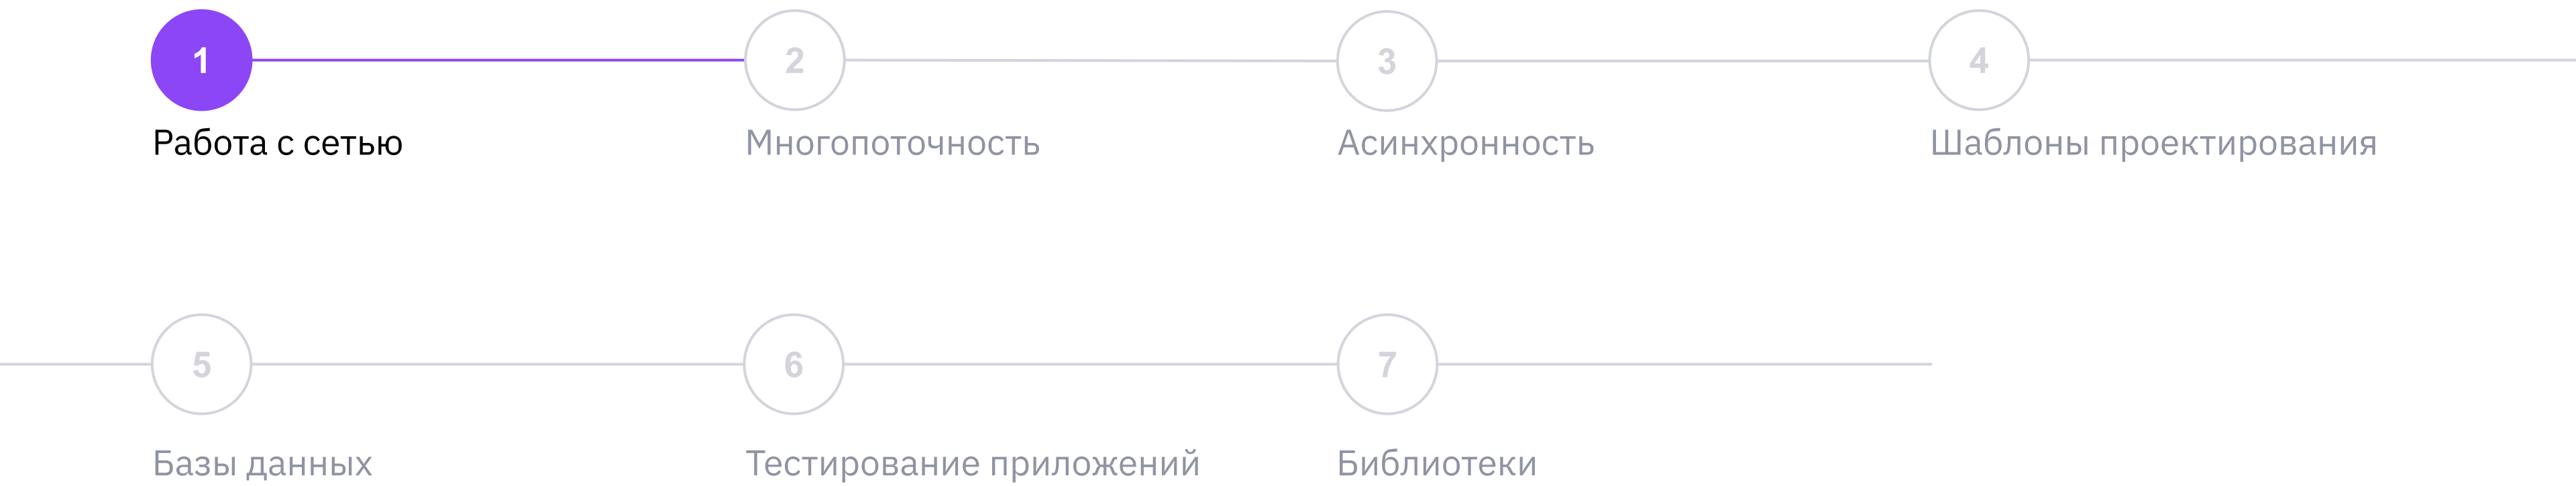 1 2 3 4
Работа с сетью Многопоточность Асинхронность Шаблоны проектирования
5 6 7
Базы данных Тестирование приложений Библиотеки